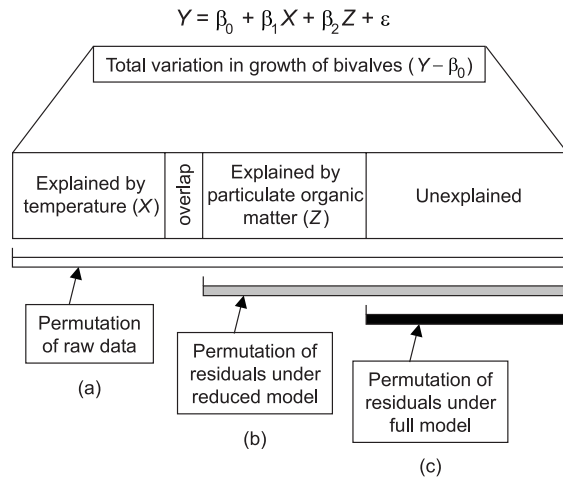 Y = β₀ + β₁X + β₂Z + ε
Total variation in growth of bivalves (Y – β₀)
Explained by
temperature (X)
overlap
Explained by
particulate organic
matter (Z)
Unexplained
Permutation
of raw data
(a)
Permutation of
residuals under
reduced model
(b)
Permutation of
residuals under
full model
(c)